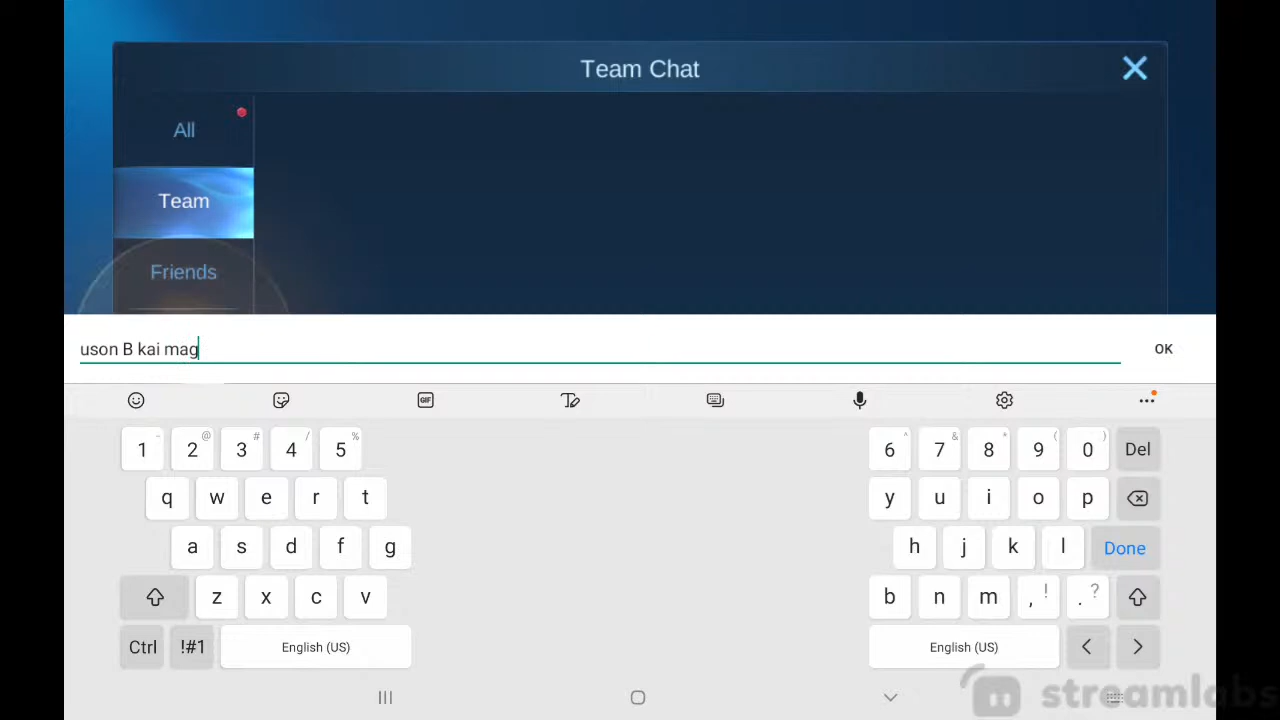 Team Chat
All
Team
Friends
uson B kai mag
OK
GIF
1 - 2 @ 3 # 4 / 5 % 6 ^ 7 & 8 * 9 ( 0 ) Del
q w e r t y u i o p
a s d f g h j k l Done
z x c v b n m , ! . ?
Ctrl !#1 English (US) English (US) < >
streamlabs